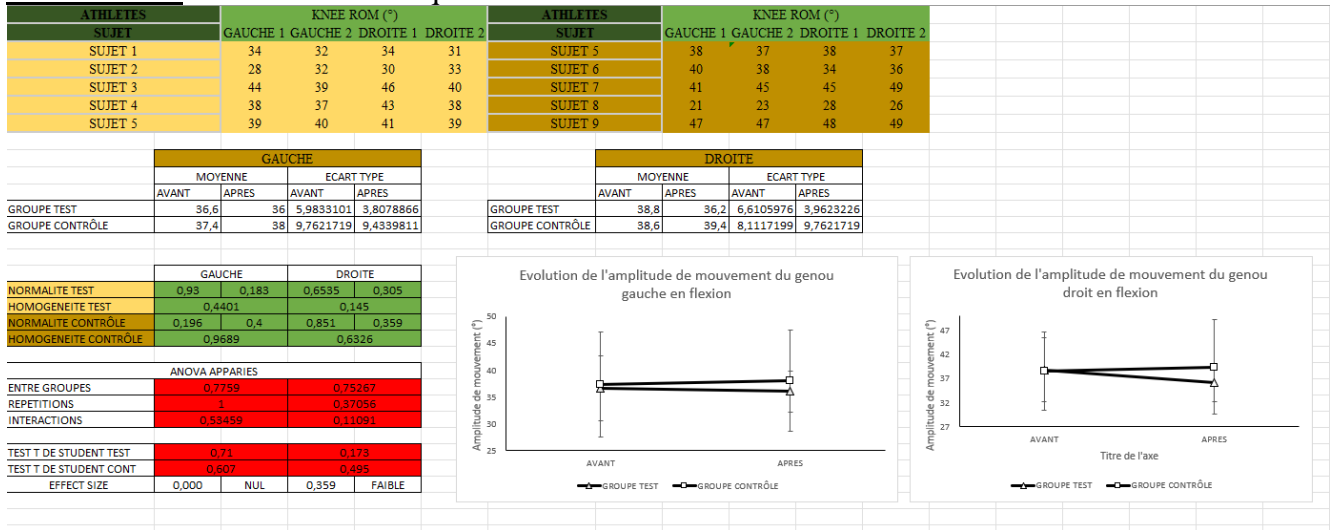 ATHLETES KNEE ROM (°) ATHLETES KNEE ROM (°)
SUJET GAUCHE 1 GAUCHE 2 DROITE 1 DROITE 2 SUJET GAUCHE 1 GAUCHE 2 DROITE 1 DROITE 2
SUJET 1 34 32 34 31 SUJET 5 38 37 38 37
SUJET 2 28 32 30 33 SUJET 6 40 38 34 36
SUJET 3 44 39 46 40 SUJET 7 41 45 45 49
SUJET 4 38 37 43 38 SUJET 8 21 23 28 26
SUJET 5 39 40 41 39 SUJET 9 47 47 48 49
GAUCHE DROITE
MOYENNE ECART TYPE MOYENNE ECART TYPE
AVANT APRES AVANT APRES AVANT APRES AVANT APRES
GROUPE TEST 36,6 36 5,9833101 3,8078866 GROUPE TEST 38,8 36,2 6,6105976 3,9623226
GROUPE CONTRÔLE 37,4 38 9,7621719 9,4339811 GROUPE CONTRÔLE 38,6 39,4 8,1117199 9,7621719
GAUCHE DROITE
NORMALITE TEST 0,93 0,183 0,6535 0,305
HOMOGENEITE TEST 0,4401 0,145
NORMALITE CONTRÔLE 0,196 0,4 0,851 0,359
HOMOGENEITE CONTRÔLE 0,9689 0,6326
ANOVA APPARIES
ENTRE GROUPES 0,7759 0,75267
REPETITIONS 1 0,37056
INTERACTIONS 0,53459 0,11091
TEST T DE STUDENT TEST 0,71 0,173
TEST T DE STUDENT CONT 0,607 0,495
EFFECT SIZE 0,000 NUL 0,359 FAIBLE
Evolution de l'amplitude de mouvement du genou
gauche en flexion
Amplitude de mouvement (°)
50
45
40
35
30
25
AVANT APRES
GROUPE TEST GROUPE CONTRÔLE
Evolution de l'amplitude de mouvement du genou
droit en flexion
Amplitude de mouvement (°)
47
42
37
32
27
AVANT APRES
Titre de l'axe
GROUPE TEST GROUPE CONTRÔLE